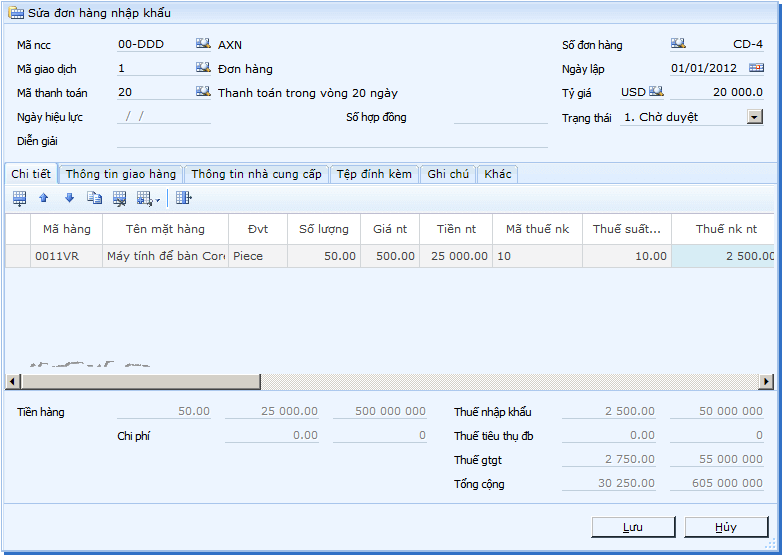 Sửa đơn hàng nhập khẩu
Mã ncc 00-DDD AXN Số đơn hàng CD-4
Mã giao dịch 1 Đơn hàng Ngày lập 01/01/2012
Mã thanh toán 20 Thanh toán trong vòng 20 ngày Tỷ giá USD 20 000.0
Ngày hiệu lực / / Số hợp đồng Trạng thái 1. Chờ duyệt
Diễn giải
Chi tiết Thông tin giao hàng Thông tin nhà cung cấp Tệp đính kèm Ghi chú Khác
Mã hàng Tên mặt hàng Đvt Số lượng Giá nt Tiền nt Mã thuế nk Thuế suất... Thuế nk nt
0011VR Máy tính để bàn Core Piece 50.00 500.00 25 000.00 10 10.00 2 500.00
Tiền hàng 50.00 25 000.00 500 000 000 Thuế nhập khẩu 2 500.00 50 000 000
Chi phí 0.00 0 Thuế tiêu thụ đb 0.00 0
Thuế gtgt 2 750.00 55 000 000
Tổng cộng 30 250.00 605 000 000
Lưu Hủy